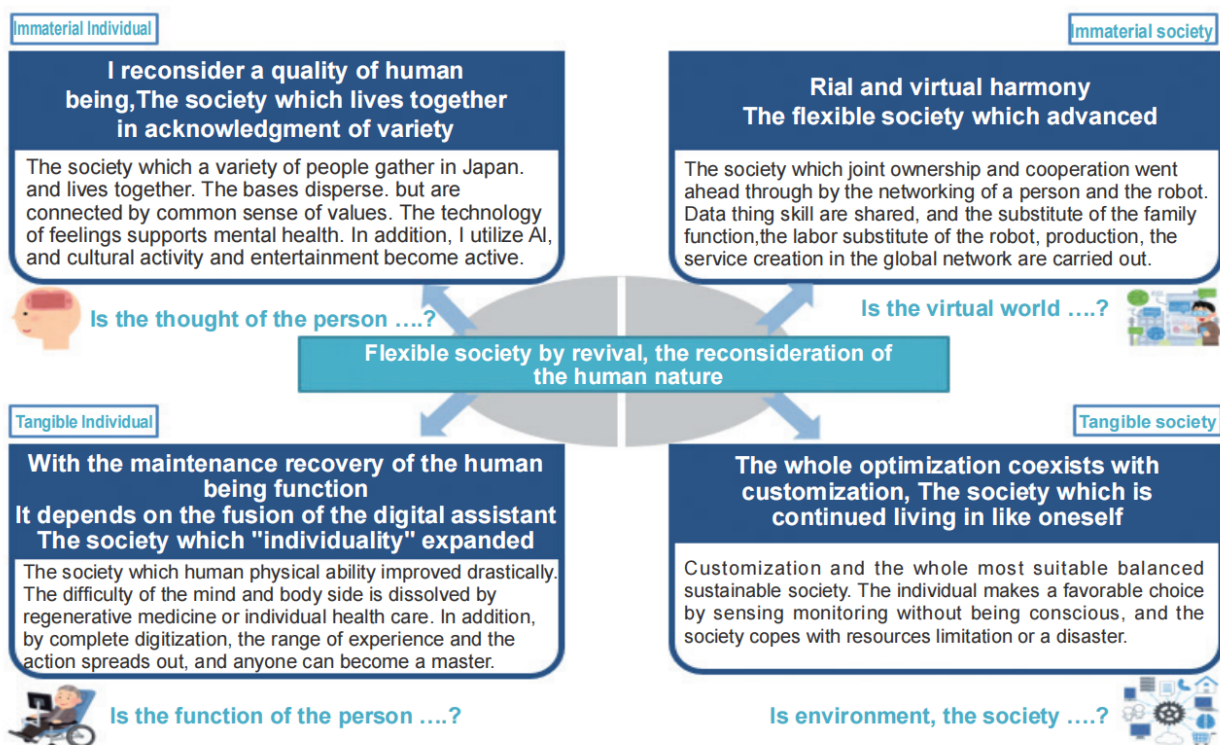 Immaterial Individual
I reconsider a quality of human
being,The society which lives together
in acknowledgment of variety
The society which a variety of people gather in Japan.
and lives together. The bases disperse. but are
connected by common sense of values. The technology
of feelings supports mental health. In addition, I utilize AI,
and cultural activity and entertainment become active.
Is the thought of the person ....?
Immaterial society
Rial and virtual harmony
The flexible society which advanced
The society which joint ownership and cooperation went
ahead through by the networking of a person and the robot.
Data thing skill are shared, and the substitute of the family
function,the labor substitute of the robot, production, the
service creation in the global network are carried out.
Is the virtual world ....?
Flexible society by revival, the reconsideration of
the human nature
Tangible Individual
With the maintenance recovery of the human
being function
It depends on the fusion of the digital assistant
The society which "individuality" expanded
The society which human physical ability improved drastically.
The difficulty of the mind and body side is dissolved by
regenerative medicine or individual health care. In addition,
by complete digitization, the range of experience and the
action spreads out, and anyone can become a master.
Is the function of the person ....?
Tangible society
The whole optimization coexists with
customization, The society which is
continued living in like oneself
Customization and the whole most suitable balanced
sustainable society. The individual makes a favorable choice
by sensing monitoring without being conscious, and the
society copes with resources limitation or a disaster.
Is environment, the society ....?